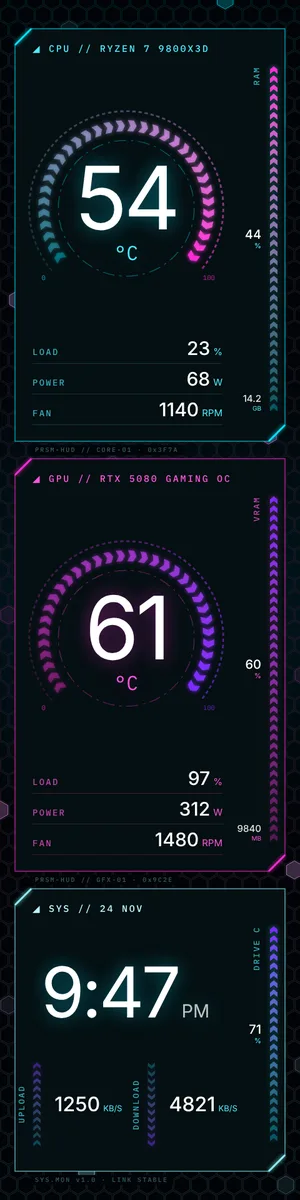 CPU // RYZEN 7 9800X3D
RAM
54
°C
0 100
44
%
LOAD 23 %
POWER 68 W
14.2
GB
FAN 1140 RPM
PRSM-HUD // CORE-01 · 0x3F7A
GPU // RTX 5080 GAMING OC
VRAM
61
°C
0 100
60
%
LOAD 97 %
POWER 312 W
9840
MB
FAN 1480 RPM
PRSM-HUD // GFX-01 · 0x9C2E
SYS // 24 NOV
DRIVE C
9:47 PM
71
%
UPLOAD
1250 KB/S
DOWNLOAD
4821 KB/S
SYS.MON v1.0 · LINK STABLE